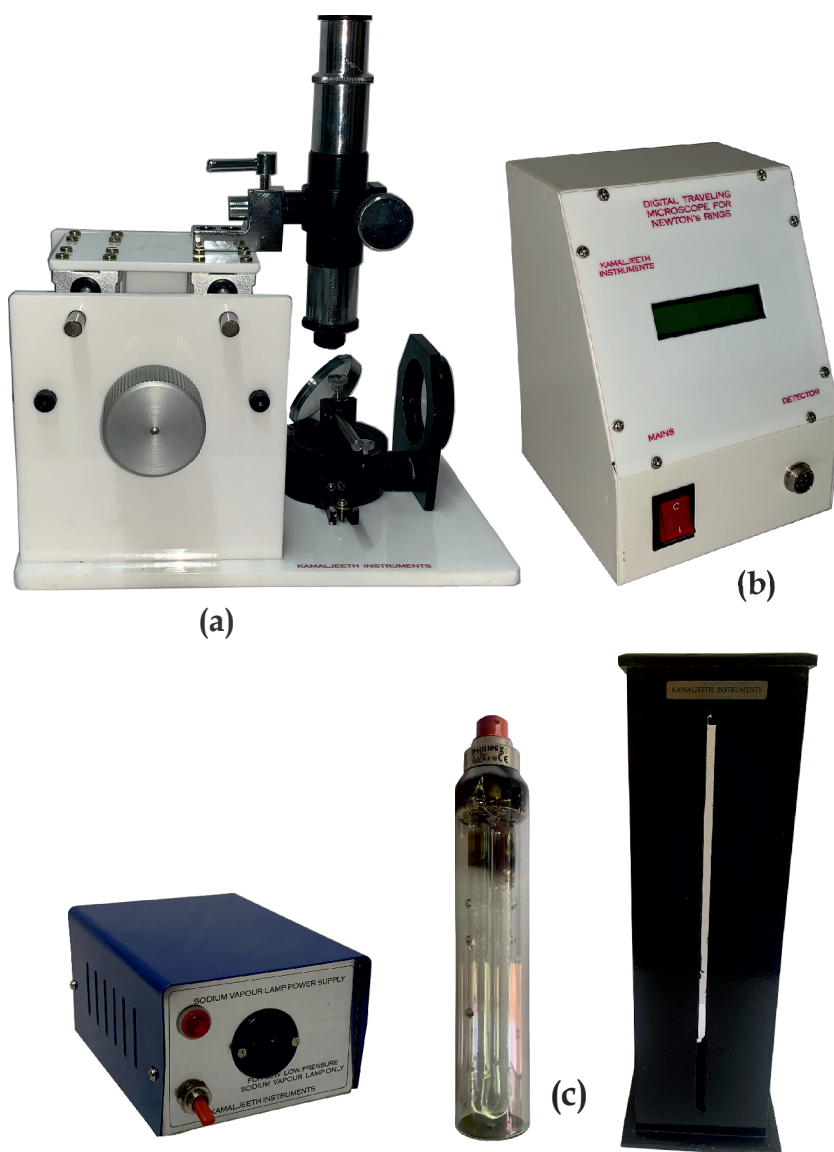 DIGITAL TRAVELING
MICROSCOPE FOR
NEWTON's RINGS
KAMALJEETH
INSTRUMENTS
DETECTOR
MAINS
KAMALJEETH INSTRUMENTS
(a)
(b)
KAMALJEETH INSTRUMENTS
PHILIPS
SODIUM VAPOUR LAMP POWER SUPPLY
LOW PRESSURE
SODIUM VAPOUR LAMP ONLY
KAMALJEETH INSTRUMENTS
(c)